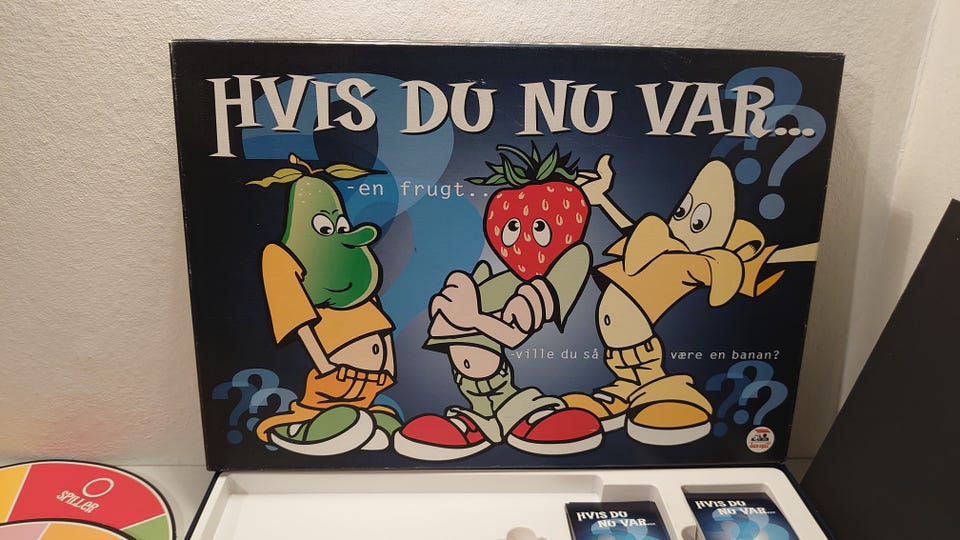 HVIS DU NU VAR...
-en frugt..
-ville du så være en banan?
SPILLER
HVIS DU
NU VAR...
HVIS DU
NU VAR...